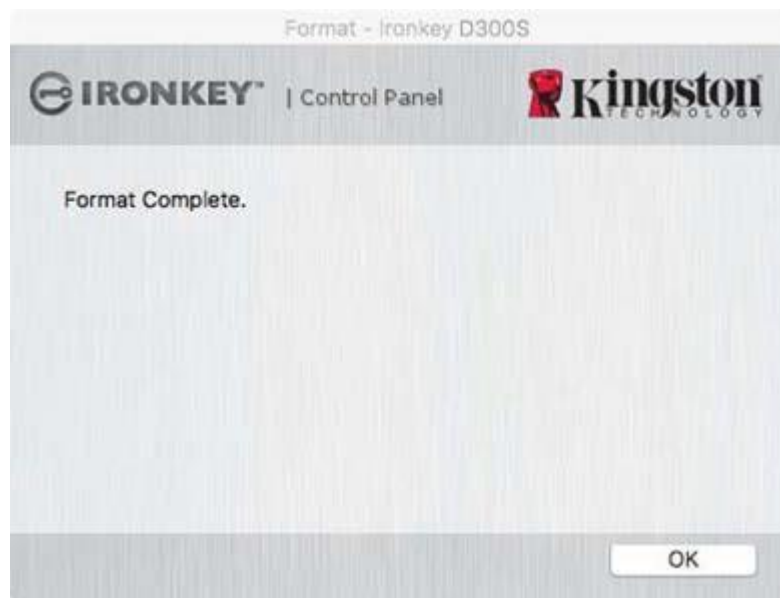 Format - Ironkey D300S
IRONKEY™ | Control Panel
Kingston
TECHNOLOGY
Format Complete.
OK